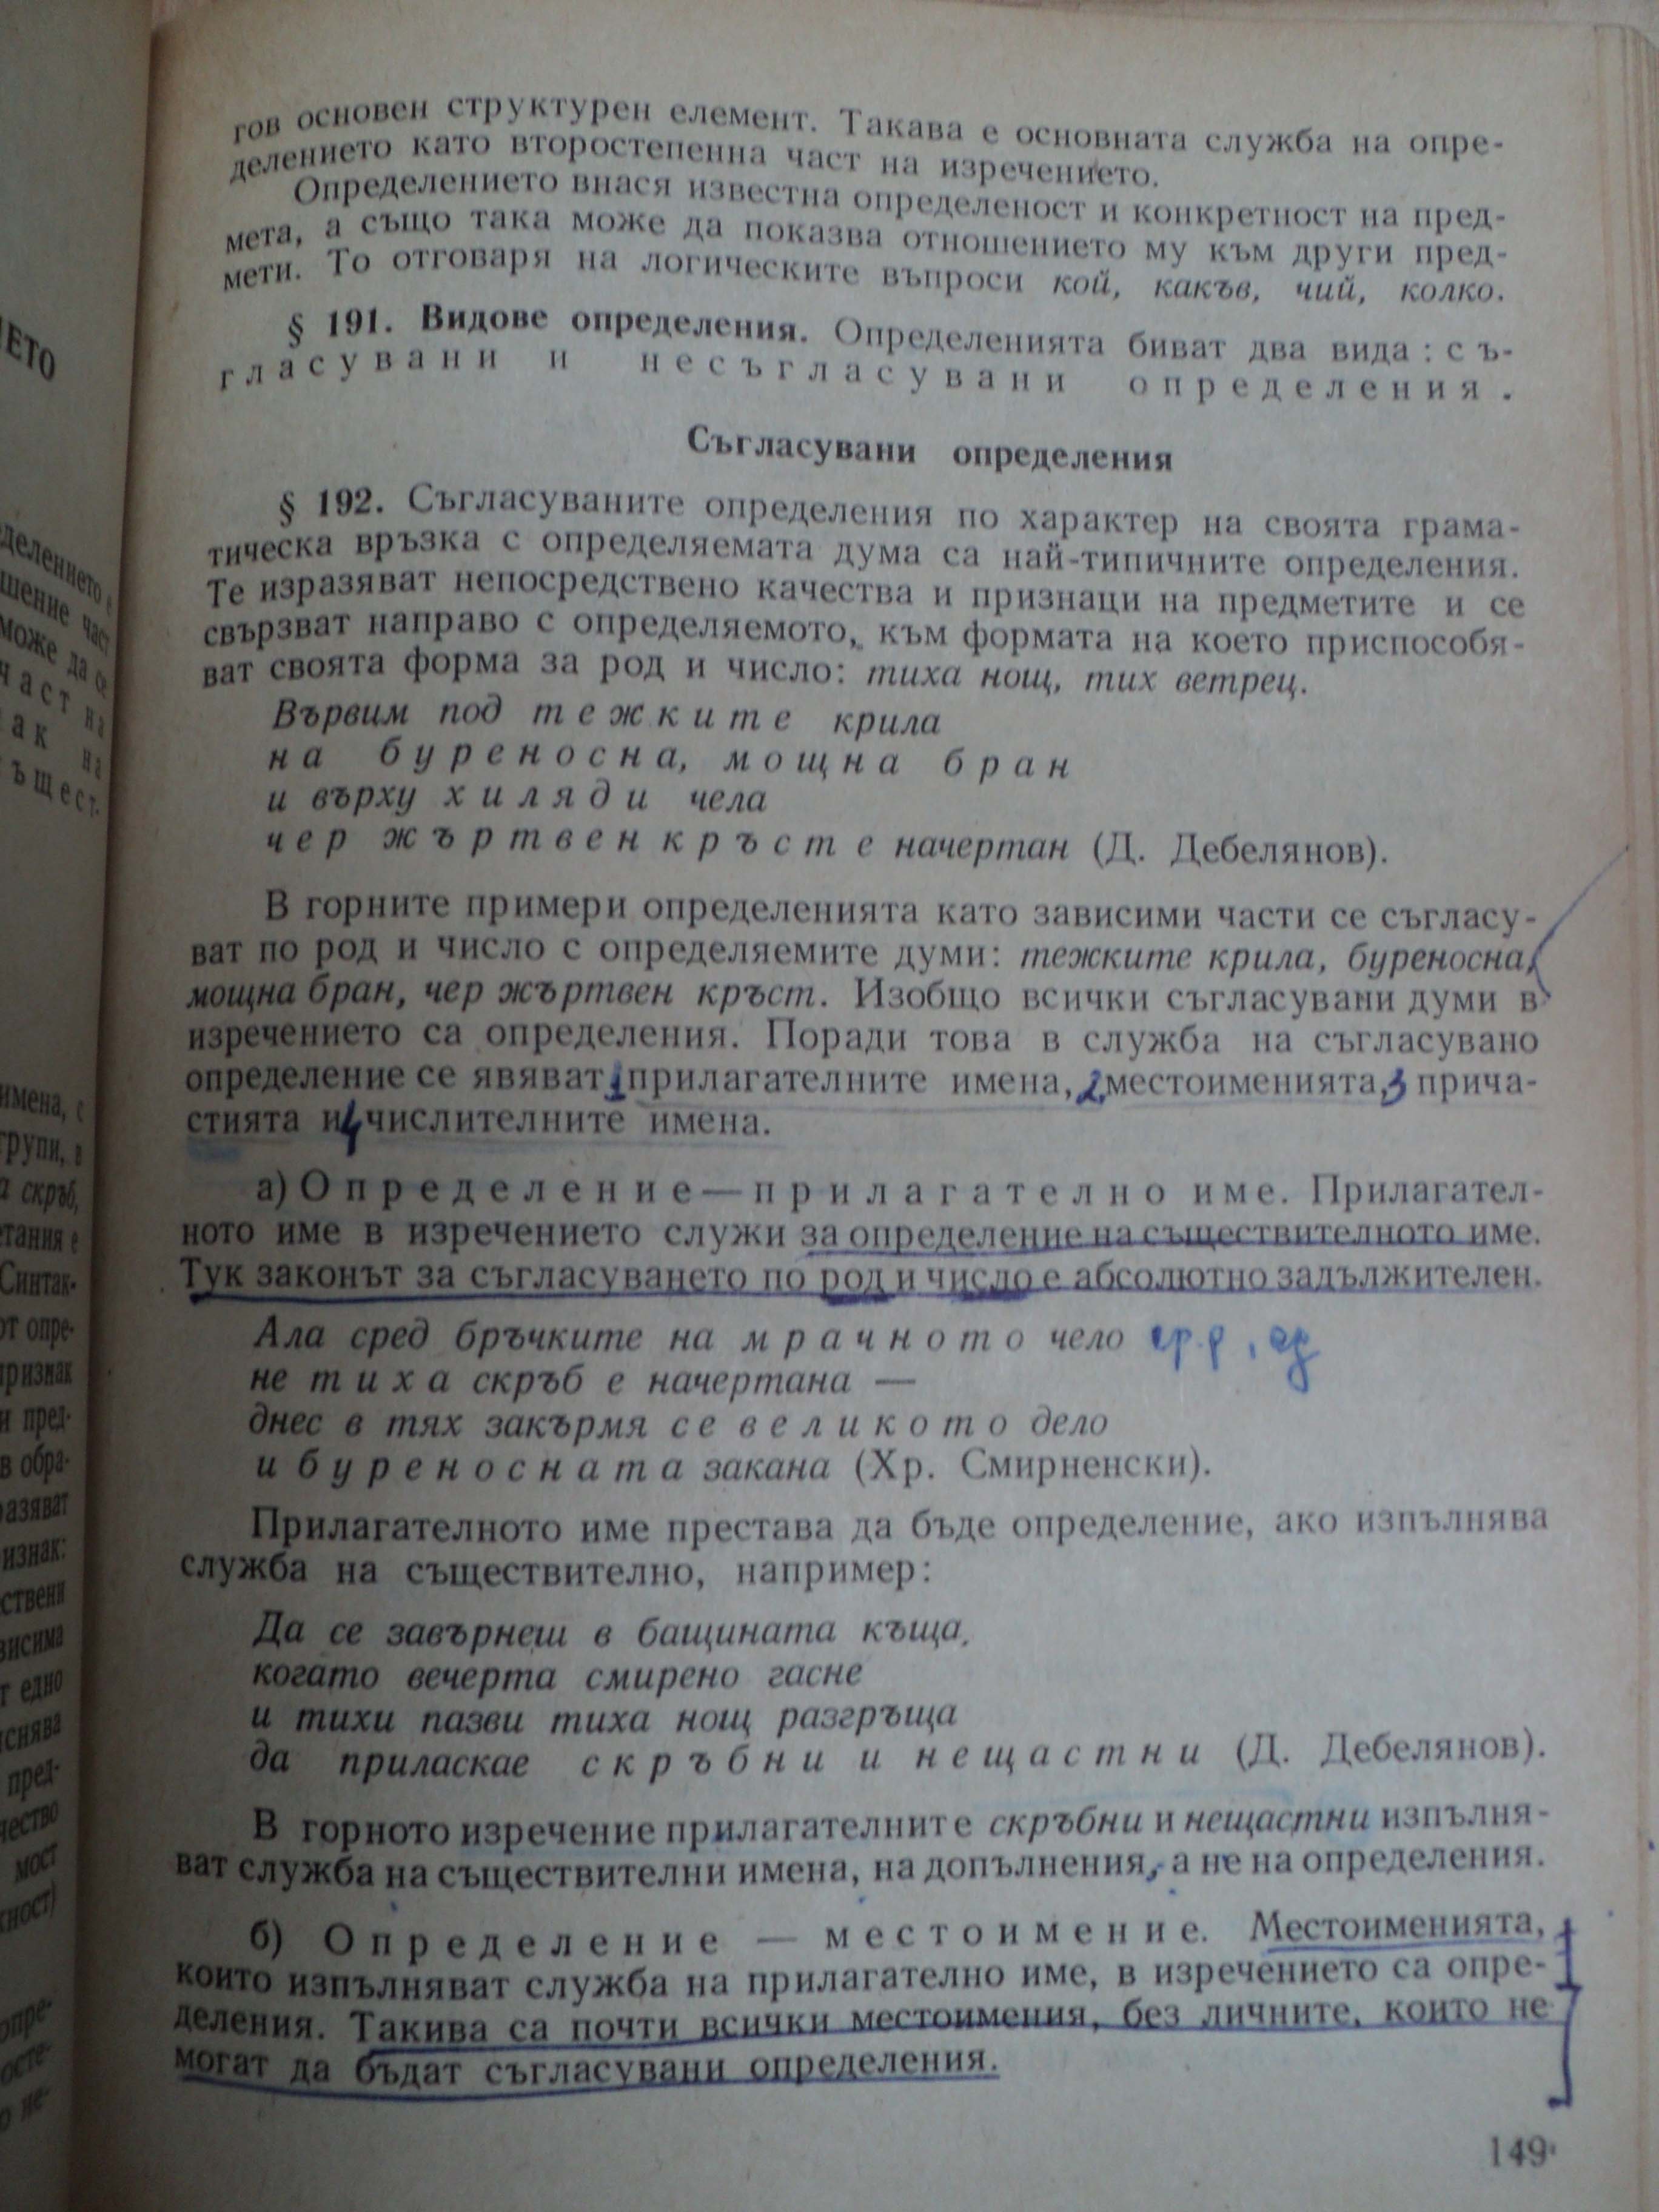 гов основен структурен елемент. Такава е основната служба на опре-
делението като второстепенна част на изречението.
Определението внася известна определеност и конкретност на пред-
мета, а също така може да показва отношението му към други пред-
мети. То отговаря на логическите въпроси кой, какъв, чий, колко.
§ 191. Видове определения. Определенията биват два вида: съ-
гласувани и несъгласувани определения.
Съгласувани определения
§ 192. Съгласуваните определения по характер на своята грама-
тическа връзка с определяемата дума са най-типичните определения.
Те изразяват непосредствено качества и признаци на предметите и се
свързват направо с определяемото, към формата на което приспособя-
ват своята форма за род и число: тиха нощ, тих ветрец.
Вървим под тежките крила
на буреносна, мощна бран
и върху хиляди чела
чер жъртвен кръст е начертан (Д. Дебелянов).
В горните примери определенията като зависими части се съгласу-
ват по род и число с определяемите думи: тежките крила, буреносна,
мощна бран, чер жъртвен кръст. Изобщо всички съгласувани думи в
изречението са определения. Поради това в служба на съгласувано
определение се явяват 1 прилагателните имена, 2 местоименията, 3 прича-
стията и 4 числителните имена.
а) Определение — прилагателно име. Прилагател-
ното име в изречението служи за определение на съществителното име.
Тук законът за съгласуването по род и число е абсолютно задължителен.
Ала сред бръчките на мрачното чело ср.р, ед
не тиха скръб е начертана —
днес в тях закърмя се великото дело
и буреносната закана (Хр. Смирненски).
Прилагателното име престава да бъде определение, ако изпълнява
служба на съществително, например:
Да се завърнеш в бащината къща,
когато вечерта смирено гасне
и тихи пазви тиха нощ разгръща
да приласкае скръбни и нещастни (Д. Дебелянов).
В горното изречение прилагателните скръбни и нещастни изпълня-
ват служба на съществителни имена, на допълнения, а не на определения.
б) Определение — местоимение. Местоименията,
които изпълняват служба на прилагателно име, в изречението са опре-
деления. Такива са почти всички местоимения, без личните, които не
могат да бъдат съгласувани определения.
149